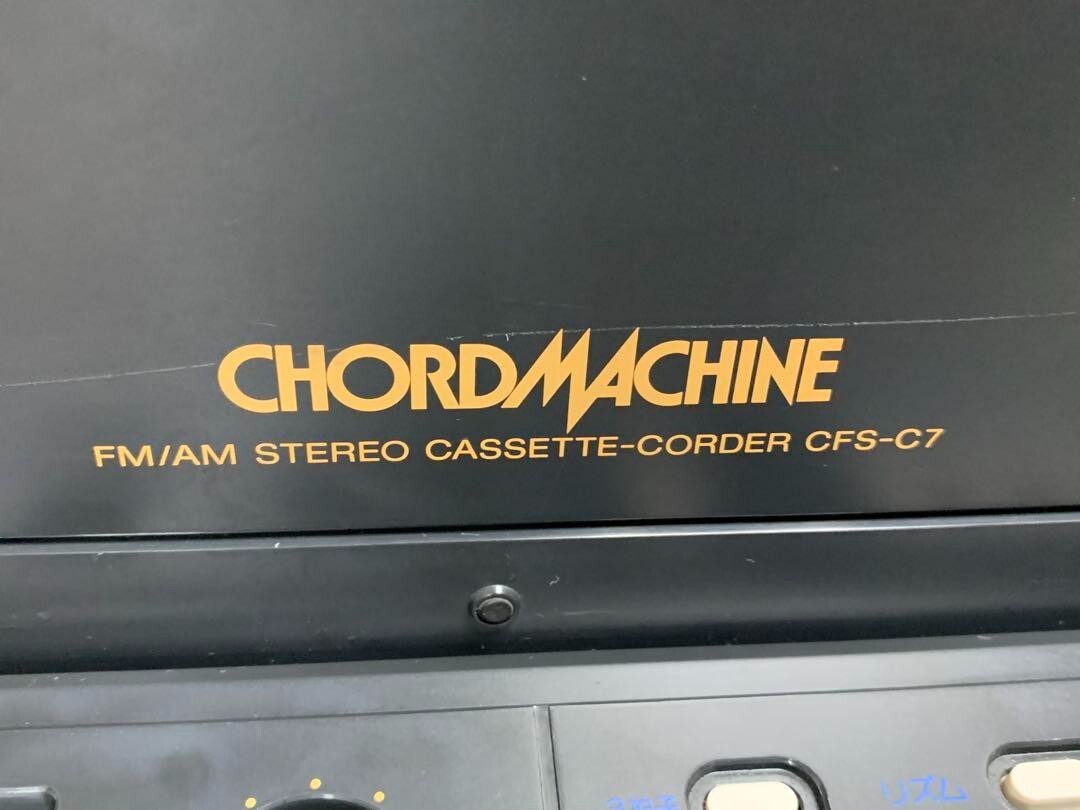 CHORDMACHINE
FM/AM STEREO CASSETTE-CORDER CFS-C7
リズム